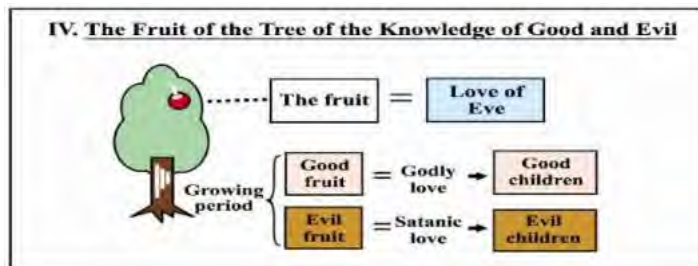 IV. The Fruit of the Tree of the Knowledge of Good and Evil
The fruit = Love of
Eve
Growing
period
Good
fruit = Godly
love Good
children
Evil
fruit = Satanic
love Evil
children